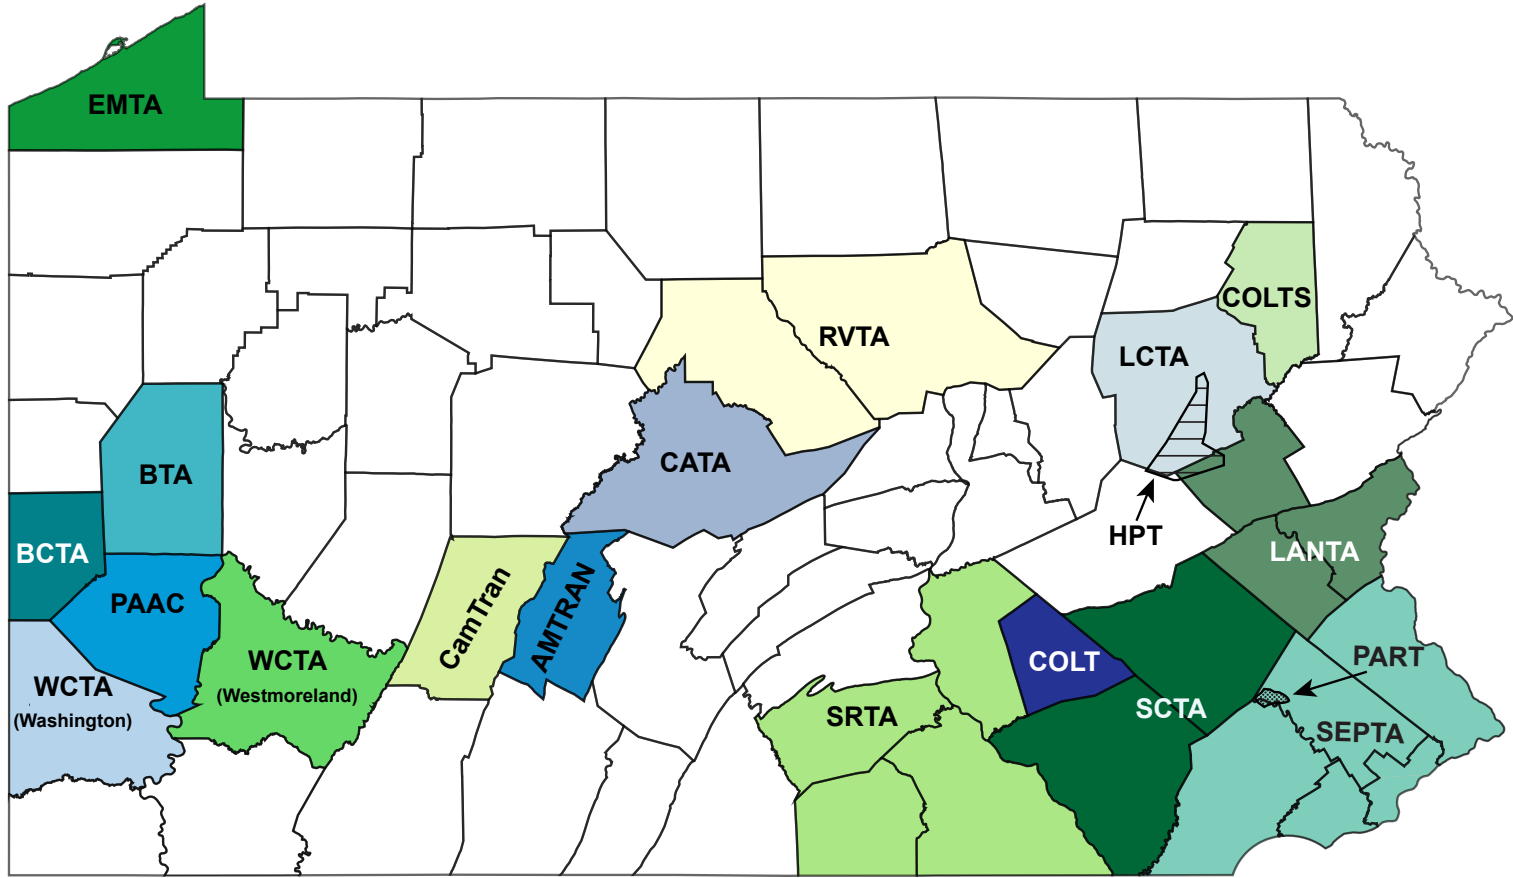 EMTA
COLTS
RVTA
LCTA
CATA
BTA
HPT
BCTA
LANTA
PAAC
CamTran
AMTRAN
WCTA
(Westmoreland)
COLT
PART
WCTA
(Washington)
SRTA
SCTA
SEPTA